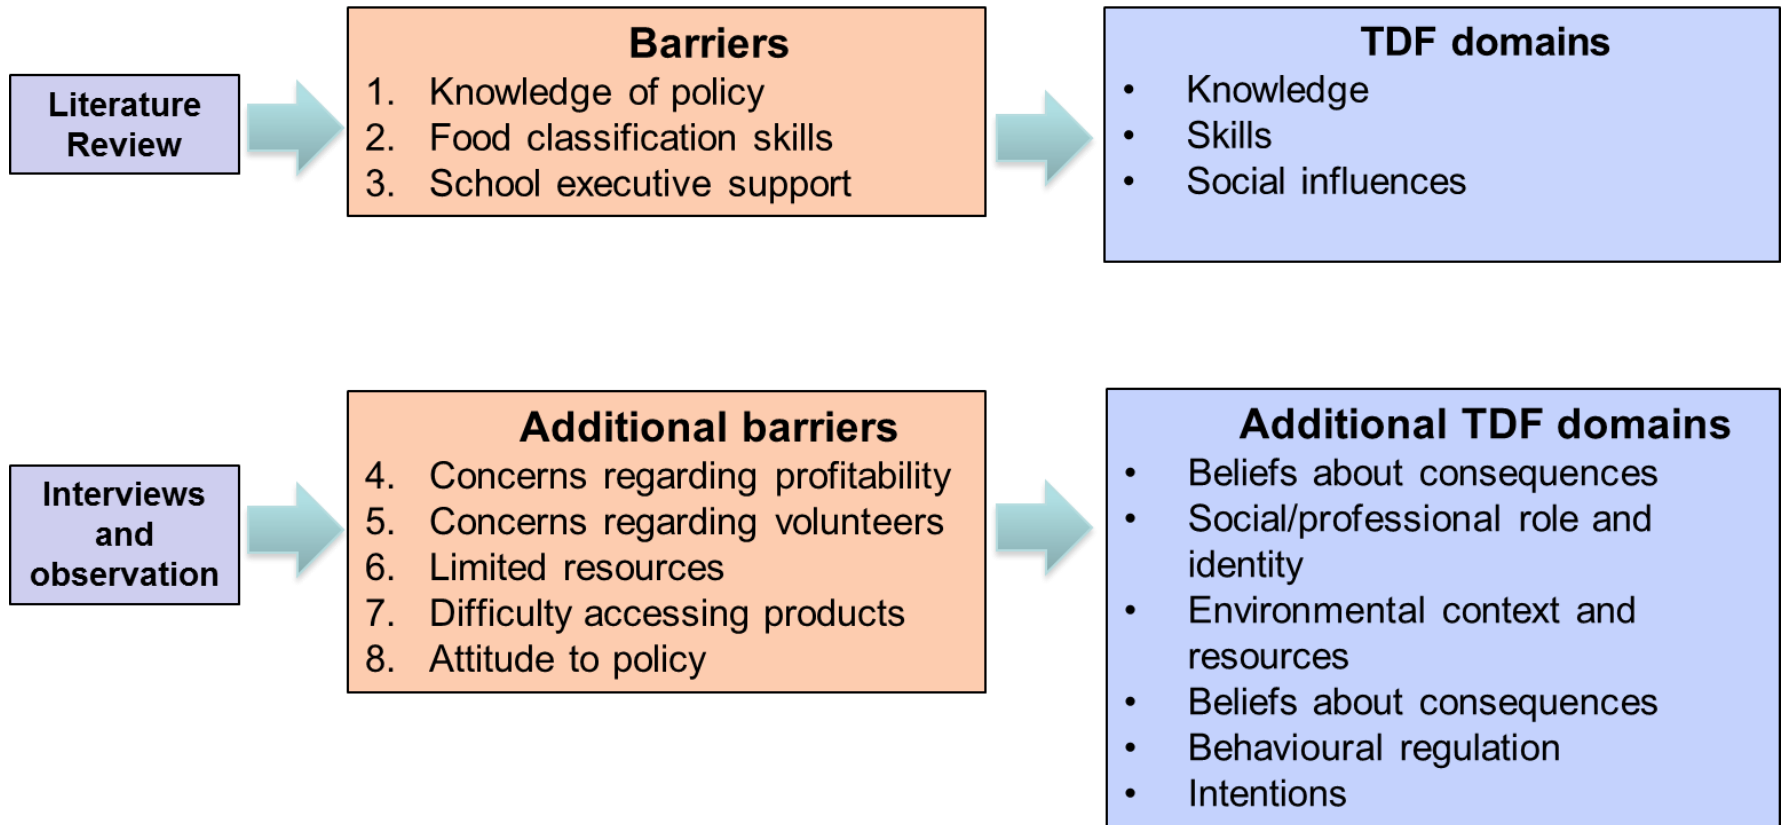 Literature
Review
Barriers
1. Knowledge of policy
2. Food classification skills
3. School executive support
TDF domains
• Knowledge
• Skills
• Social influences
Interviews
and
observation
Additional barriers
4. Concerns regarding profitability
5. Concerns regarding volunteers
6. Limited resources
7. Difficulty accessing products
8. Attitude to policy
Additional TDF domains
• Beliefs about consequences
• Social/professional role and
identity
• Environmental context and
resources
• Beliefs about consequences
• Behavioural regulation
• Intentions